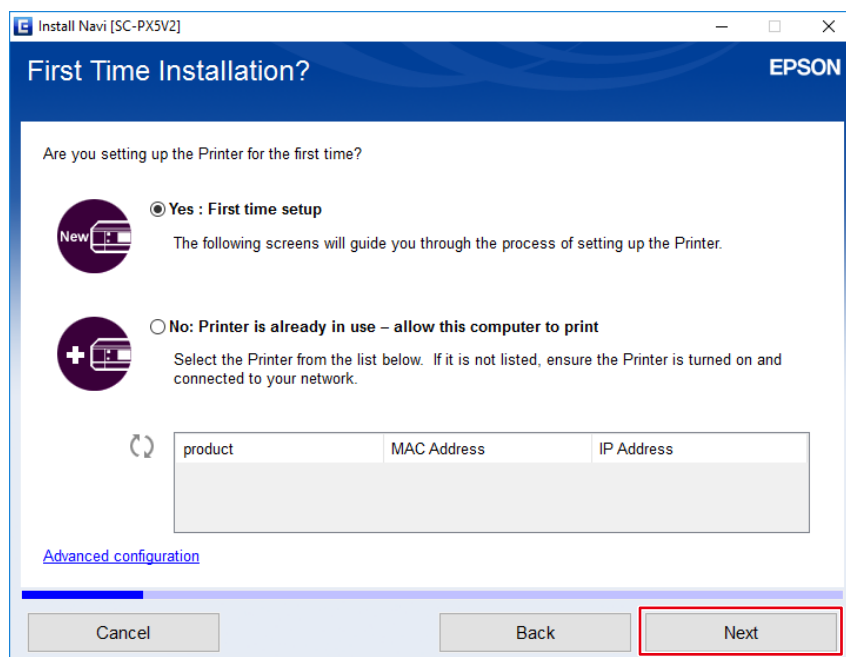 Install Navi [SC-PX5V2]
First Time Installation?
EPSON
Are you setting up the Printer for the first time?
New
Yes : First time setup
The following screens will guide you through the process of setting up the Printer.
No: Printer is already in use – allow this computer to print
Select the Printer from the list below. If it is not listed, ensure the Printer is turned on and
connected to your network.
product MAC Address IP Address
Advanced configuration
Cancel Back Next